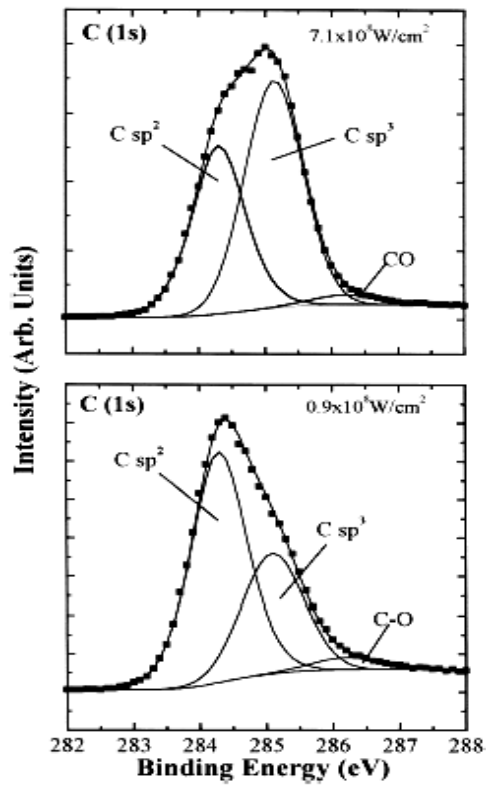 C (1s)
7.1x10⁸W/cm²
C sp²
C sp³
CO
C (1s)
0.9x10⁸W/cm²
C sp²
C sp³
C-O
Intensity (Arb. Units)
282 283 284 285 286 287 288
Binding Energy (eV)